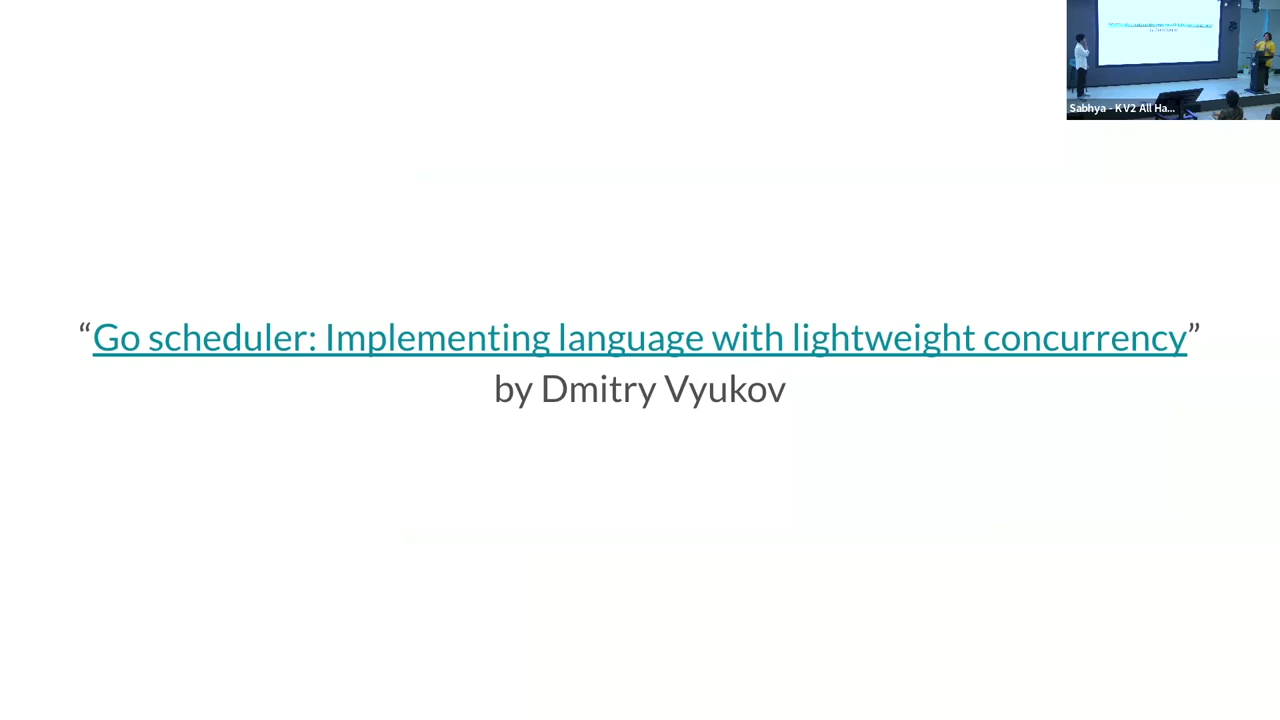 Sabhya - KV2 All Ha...
“Go scheduler: Implementing language with lightweight concurrency”
by Dmitry Vyukov